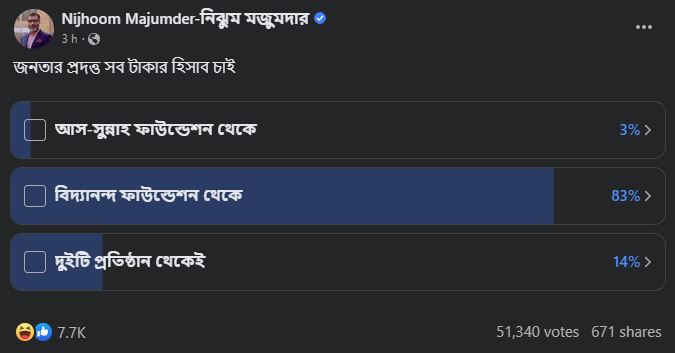 Nijhoom Majumder-নিঝুম মজুমদার
3 h ·
জনতার প্রদত্ত সব টাকার হিসাব চাই
আস-সুন্নাহ ফাউন্ডেশন থেকে 3%
বিদ্যানন্দ ফাউন্ডেশন থেকে 83%
দুইটি প্রতিষ্ঠান থেকেই 14%
7.7K 51,340 votes 671 shares